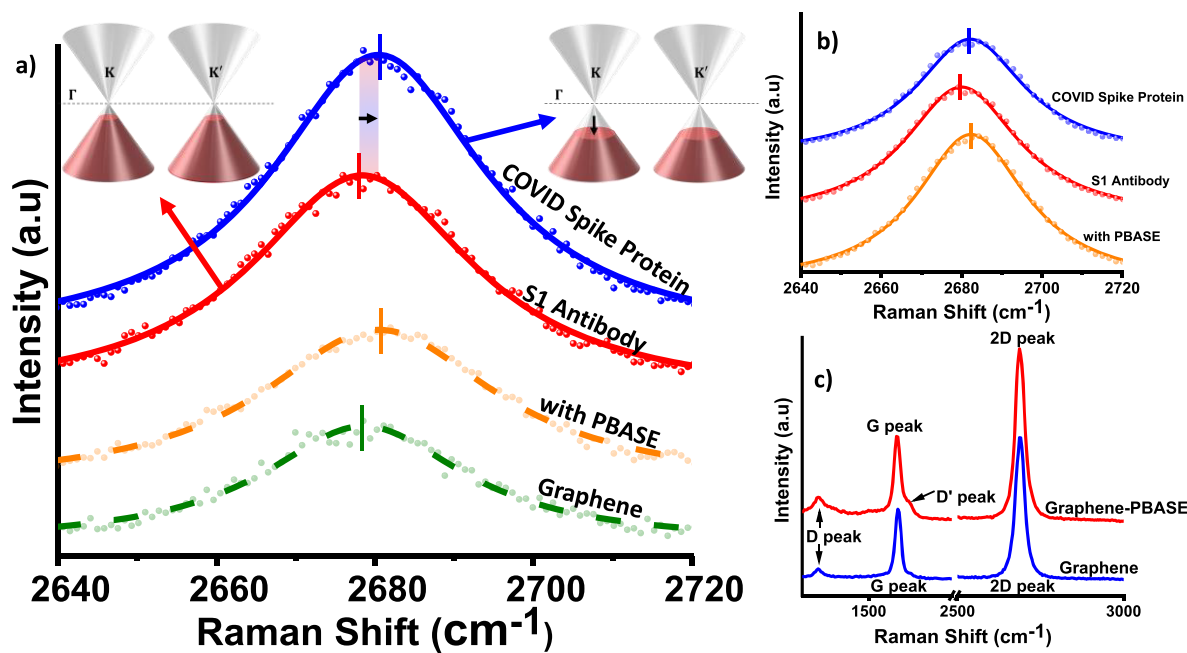 a)
K
K′
Γ
K
K′
Γ
COVID Spike Protein
S1 Antibody
with PBASE
Graphene
Intensity (a.u)
2640
2660
2680
2700
2720
Raman Shift (cm-1)
b)
COVID Spike Protein
S1 Antibody
with PBASE
Intensity (a.u)
2640
2660
2680
2700
2720
Raman Shift (cm-1)
c)
2D peak
G peak
D' peak
Graphene-PBASE
D peak
Graphene
G peak
2D peak
Intensity (a.u)
1500
2500
3000
Raman Shift (cm-1)